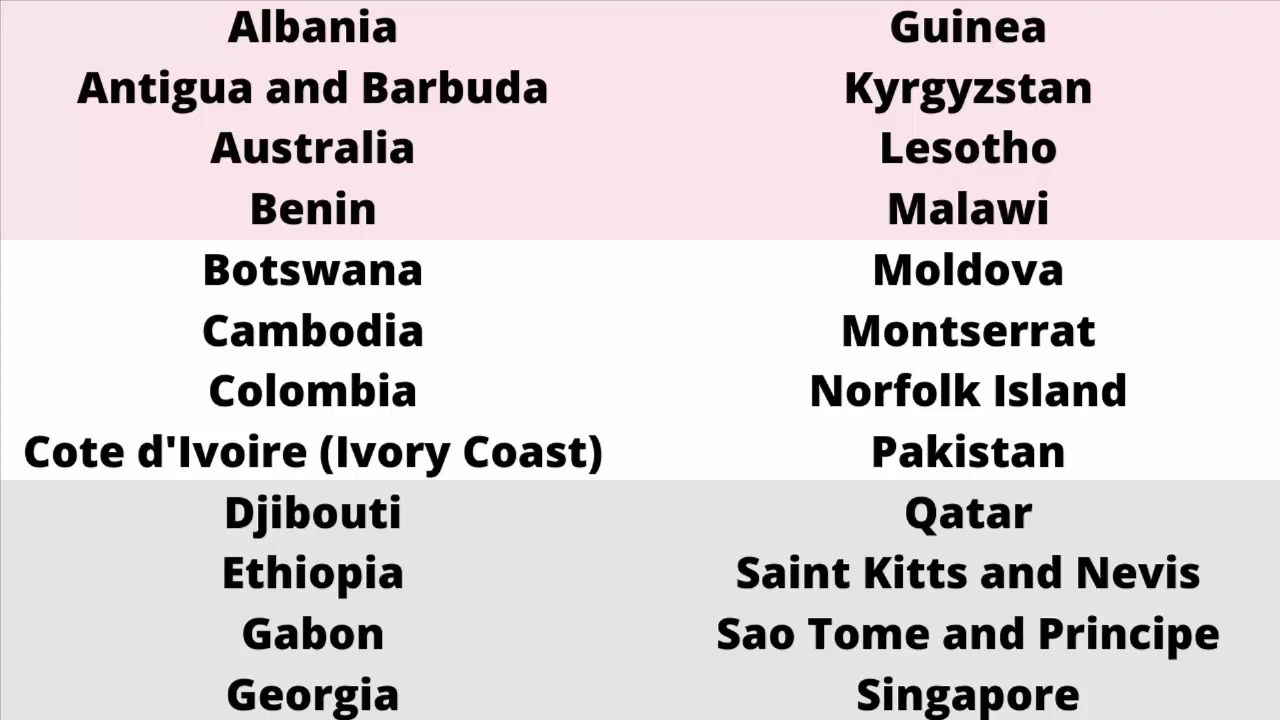 Albania
Antigua and Barbuda
Australia
Benin
Botswana
Cambodia
Colombia
Cote d'Ivoire (Ivory Coast)
Djibouti
Ethiopia
Gabon
Georgia
Guinea
Kyrgyzstan
Lesotho
Malawi
Moldova
Montserrat
Norfolk Island
Pakistan
Qatar
Saint Kitts and Nevis
Sao Tome and Principe
Singapore